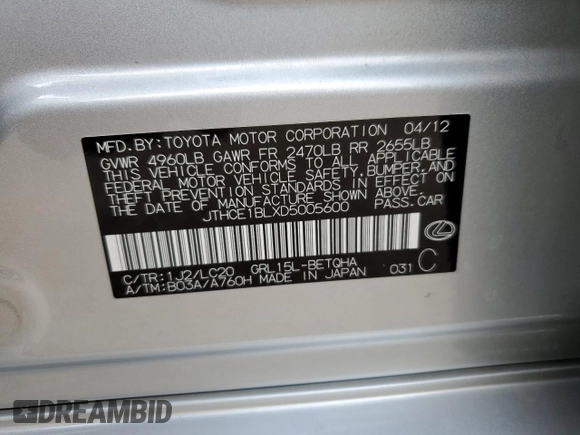 MFD. BY: TOYOTA MOTOR CORPORATION 04/12
GVWR 4960LB GAWR FR 2470LB RR 2655LB
THIS VEHICLE CONFORMS TO ALL APPLICABLE
FEDERAL MOTOR VEHICLE SAFETY, BUMPER, AND
THEFT PREVENTION STANDARDS IN EFFECT ON
THE DATE OF MANUFACTURE SHOWN ABOVE.
JTHCE1BLXD5005600 PASS. CAR
C/TR: 1J2/LC20 GRL15L-BETQHA
A/TM: B03A/A760H MADE IN JAPAN 031 C
DREAMBID